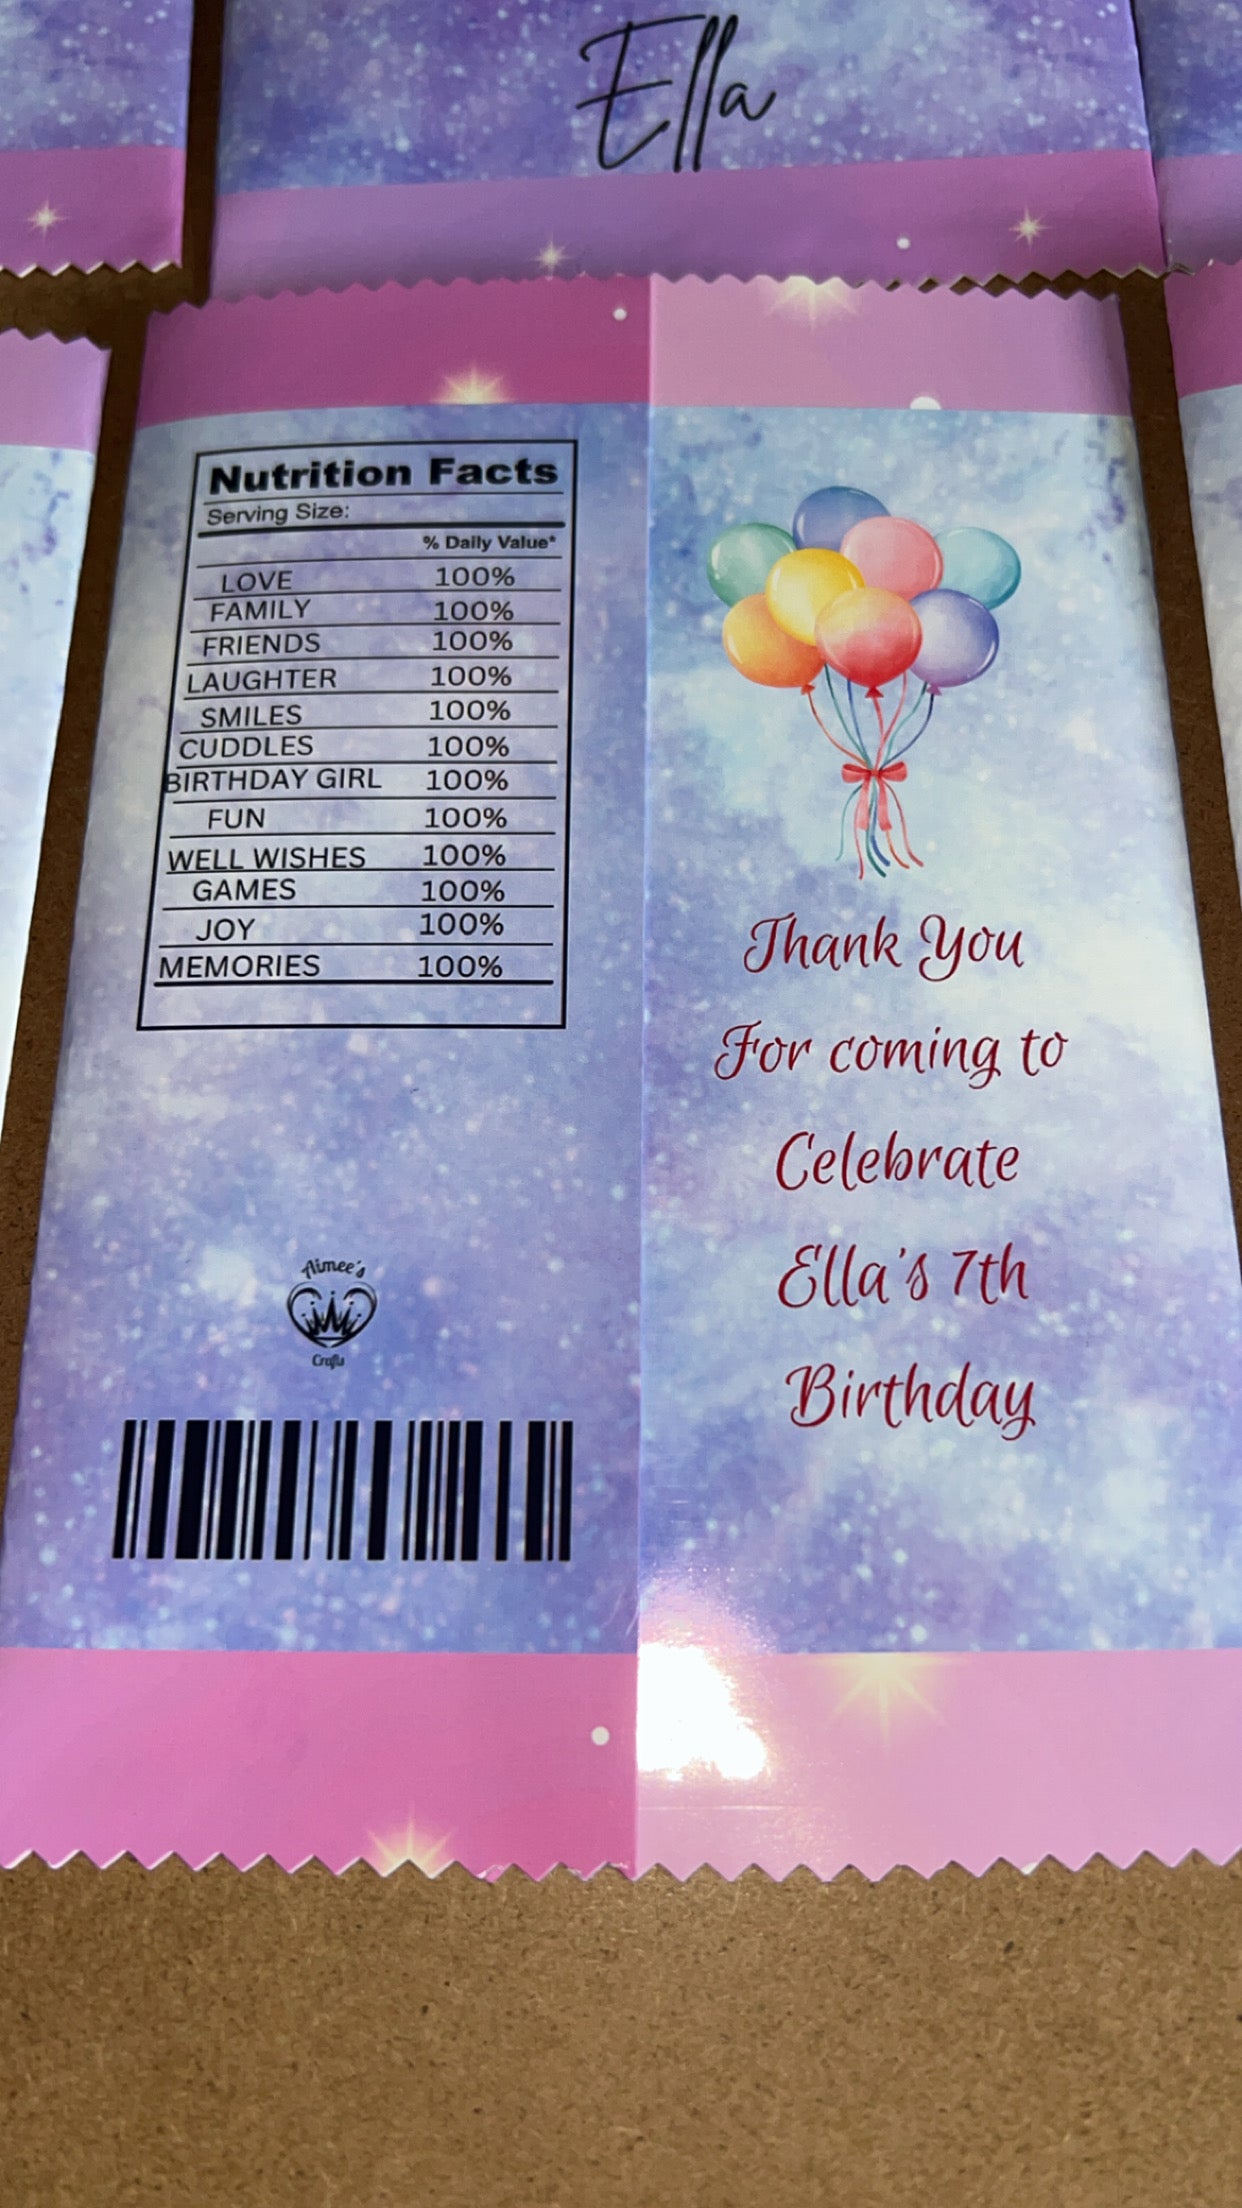 Ella
Nutrition Facts
Serving Size:
% Daily Value*
LOVE 100%
FAMILY 100%
FRIENDS 100%
LAUGHTER 100%
SMILES 100%
CUDDLES 100%
BIRTHDAY GIRL 100%
FUN 100%
WELL WISHES 100%
GAMES 100%
JOY 100%
MEMORIES 100%
Aimee's
Crafts
Thank You
For coming to
Celebrate
Ella's 7th
Birthday